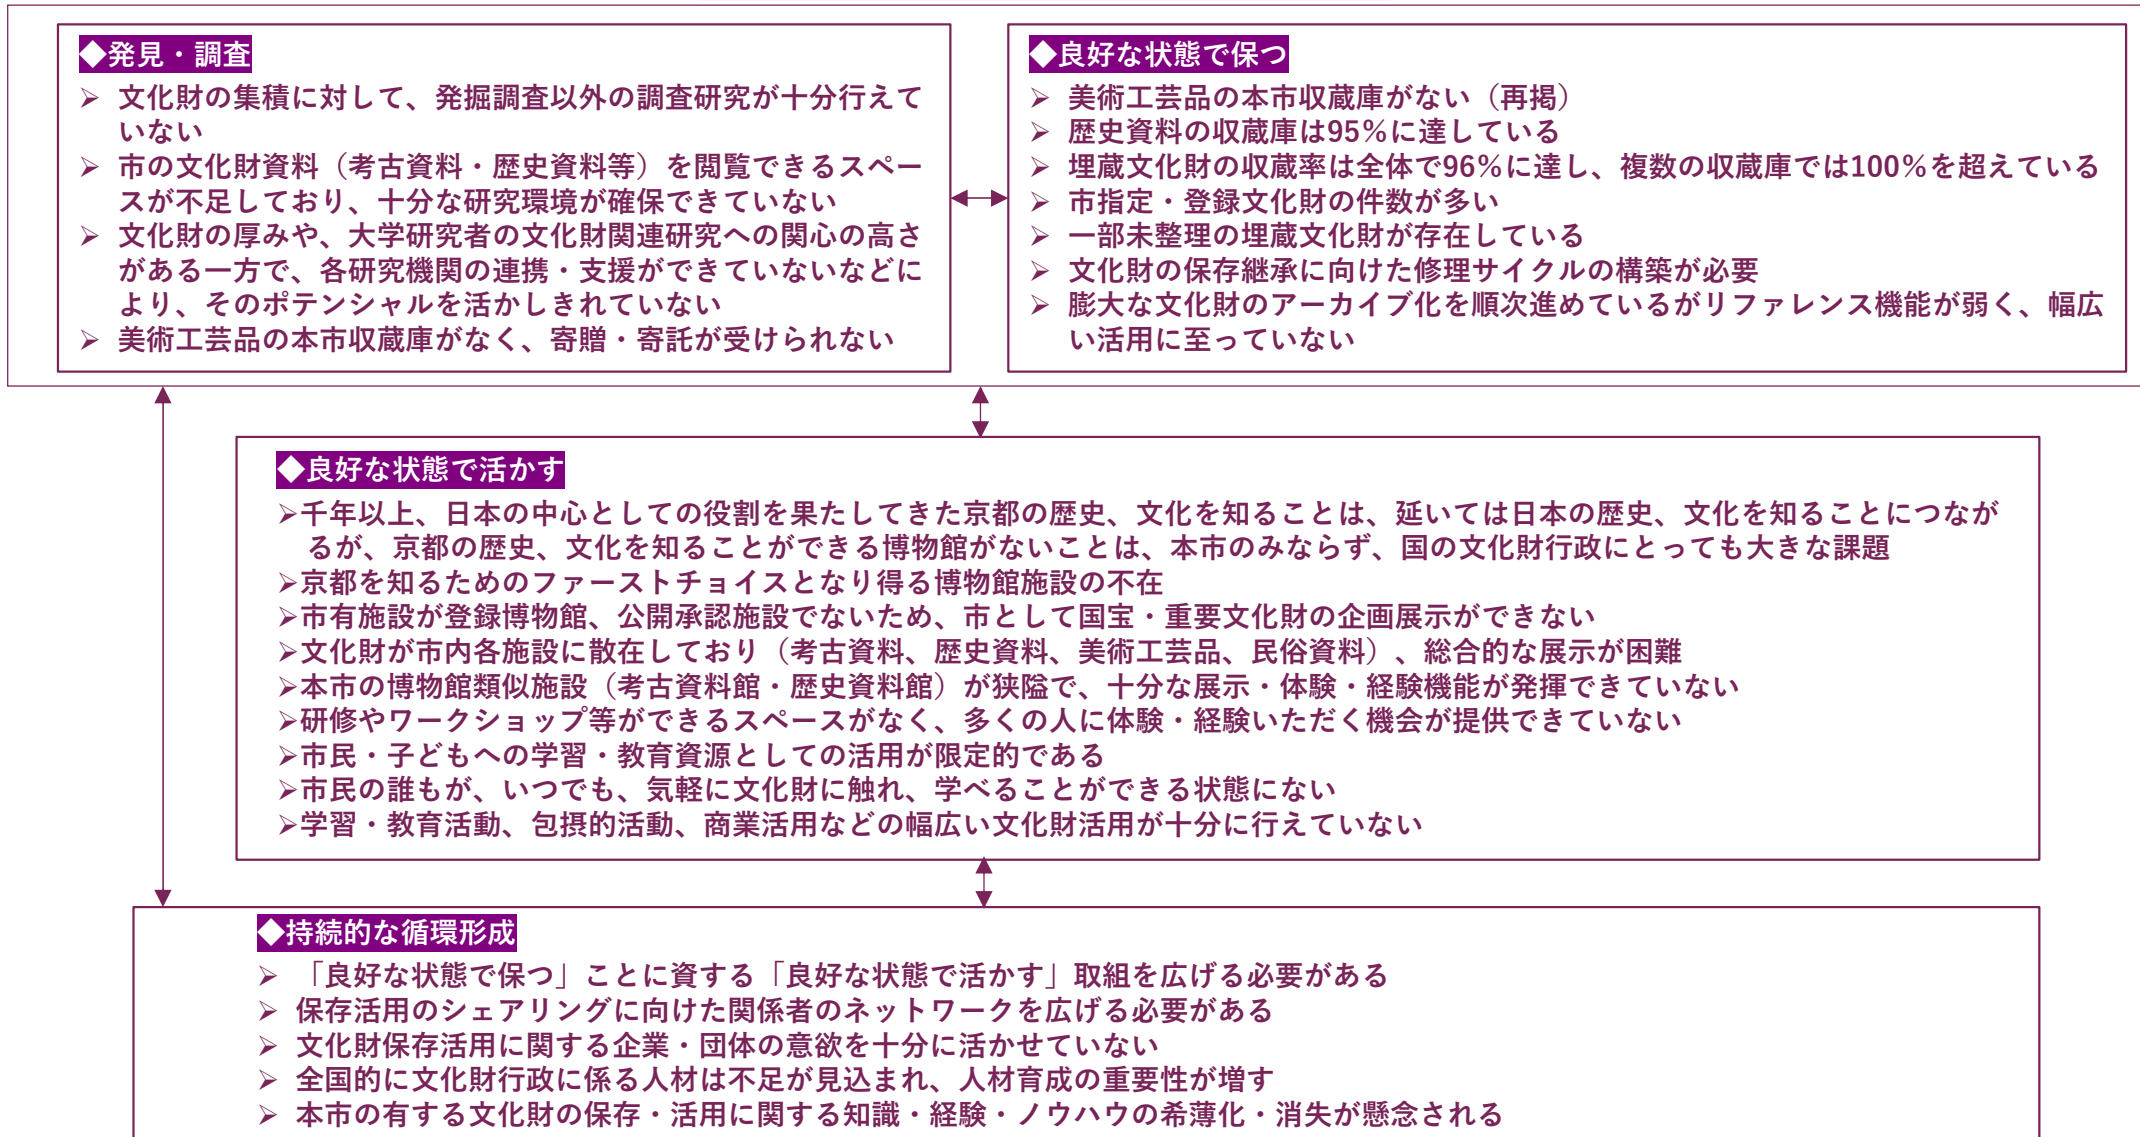 ◆発見・調査
➢ 文化財の集積に対して、発掘調査以外の調査研究が十分行えて
いない
➢ 市の文化財資料（考古資料・歴史資料等）を閲覧できるスペー
スが不足しており、十分な研究環境が確保できていない
➢ 文化財の厚みや、大学研究者の文化財関連研究への関心の高さ
がある一方で、各研究機関の連携・支援ができていないなどに
より、そのポテンシャルを活かしきれていない
➢ 美術工芸品の本市収蔵庫がなく、寄贈・寄託が受けられない
◆良好な状態で保つ
➢ 美術工芸品の本市収蔵庫がない（再掲）
➢ 歴史資料の収蔵庫は95％に達している
➢ 埋蔵文化財の収蔵率は全体で96％に達し、複数の収蔵庫では100％を超えている
➢ 市指定・登録文化財の件数が多い
➢ 一部未整理の埋蔵文化財が存在している
➢ 文化財の保存継承に向けた修理サイクルの構築が必要
➢ 膨大な文化財のアーカイブ化を順次進めているがリファレンス機能が弱く、幅広
い活用に至っていない
◆良好な状態で活かす
➢千年以上、日本の中心としての役割を果たしてきた京都の歴史、文化を知ることは、延いては日本の歴史、文化を知ることにつなが
るが、京都の歴史、文化を知ることができる博物館がないことは、本市のみならず、国の文化財行政にとっても大きな課題
➢京都を知るためのファーストチョイスとなり得る博物館施設の不在
➢市有施設が登録博物館、公開承認施設でないため、市として国宝・重要文化財の企画展示ができない
➢文化財が市内各施設に散在しており（考古資料、歴史資料、美術工芸品、民俗資料）、総合的な展示が困難
➢本市の博物館類似施設（考古資料館・歴史資料館）が狭隘で、十分な展示・体験・経験機能が発揮できていない
➢研修やワークショップ等ができるスペースがなく、多くの人に体験・経験いただく機会が提供できていない
➢市民・子どもへの学習・教育資源としての活用が限定的である
➢市民の誰もが、いつでも、気軽に文化財に触れ、学べることができる状態にない
➢学習・教育活動、包摂的活動、商業活用などの幅広い文化財活用が十分に行えていない
◆持続的な循環形成
➢ 「良好な状態で保つ」ことに資する「良好な状態で活かす」取組を広げる必要がある
➢ 保存活用のシェアリングに向けた関係者のネットワークを広げる必要がある
➢ 文化財保存活用に関する企業・団体の意欲を十分に活かせていない
➢ 全国的に文化財行政に係る人材は不足が見込まれ、人材育成の重要性が増す
➢ 本市の有する文化財の保存・活用に関する知識・経験・ノウハウの希薄化・消失が懸念される